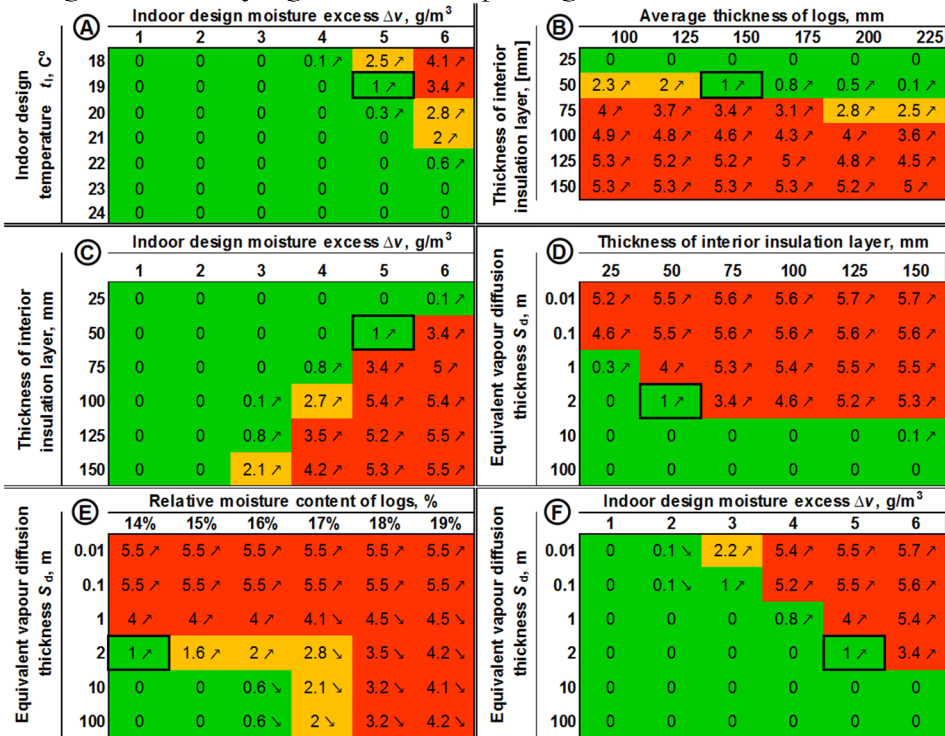 A Indoor design moisture excess Δv, g/m³
1 2 3 4 5 6
Indoor design temperature tᵢ, Cº
18 0 0 0 0.1↗ 2.5↗ 4.1↗
19 0 0 0 0 1↗ 3.4↗
20 0 0 0 0 0.3↗ 2.8↗
21 0 0 0 0 0 2↗
22 0 0 0 0 0 0.6↗
23 0 0 0 0 0 0
24 0 0 0 0 0 0
B Average thickness of logs, mm
100 125 150 175 200 225
Thickness of interior insulation layer, [mm]
25 0 0 0 0 0 0
50 2.3↗ 2↗ 1↗ 0.8↗ 0.5↗ 0.1↗
75 4↗ 3.7↗ 3.4↗ 3.1↗ 2.8↗ 2.5↗
100 4.9↗ 4.8↗ 4.6↗ 4.3↗ 4↗ 3.6↗
125 5.3↗ 5.2↗ 5.2↗ 5↗ 4.8↗ 4.5↗
150 5.3↗ 5.3↗ 5.3↗ 5.3↗ 5.2↗ 5↗
C Indoor design moisture excess Δv, g/m³
1 2 3 4 5 6
Thickness of interior insulation layer, mm
25 0 0 0 0 0 0.1↗
50 0 0 0 0 1↗ 3.4↗
75 0 0 0 0.8↗ 3.4↗ 5↗
100 0 0 0.1↗ 2.7↗ 5.4↗ 5.4↗
125 0 0 0.8↗ 3.5↗ 5.2↗ 5.5↗
150 0 0 2.1↗ 4.2↗ 5.3↗ 5.5↗
D Thickness of interior insulation layer, mm
25 50 75 100 125 150
Equivalent vapour diffusion thickness Sd, m
0.01 5.2↗ 5.5↗ 5.6↗ 5.6↗ 5.7↗ 5.7↗
0.1 4.6↗ 5.5↗ 5.6↗ 5.6↗ 5.6↗ 5.6↗
1 0.3↗ 4↗ 5.3↗ 5.4↗ 5.5↗ 5.5↗
2 0 1↗ 3.4↗ 4.6↗ 5.2↗ 5.3↗
10 0 0 0 0 0 0.1↗
100 0 0 0 0 0 0
E Relative moisture content of logs, %
14% 15% 16% 17% 18% 19%
Equivalent vapour diffusion thickness Sd, m
0.01 5.5↗ 5.5↗ 5.5↗ 5.5↗ 5.5↗ 5.5↗
0.1 5.5↗ 5.5↗ 5.5↗ 5.5↗ 5.5↗ 5.5↗
1 4↗ 4↗ 4↗ 4.1↘ 4.5↘ 4.5↘
2 1↗ 1.6↗ 2↗ 2.8↘ 3.5↘ 4.2↘
10 0 0 0.6↘ 2.1↘ 3.2↘ 4.1↘
100 0 0 0.6↘ 2↘ 3.2↘ 4.2↘
F Indoor design moisture excess Δv, g/m³
1 2 3 4 5 6
Equivalent vapour diffusion thickness Sd, m
0.01 0 0.1↘ 2.2↗ 5.4↗ 5.5↗ 5.7↗
0.1 0 0.1↘ 1↗ 5.2↗ 5.5↗ 5.6↗
1 0 0 0 0.8↗ 4↗ 5.4↗
2 0 0 0 0 1↗ 3.4↗
10 0 0 0 0 0 0
100 0 0 0 0 0 0